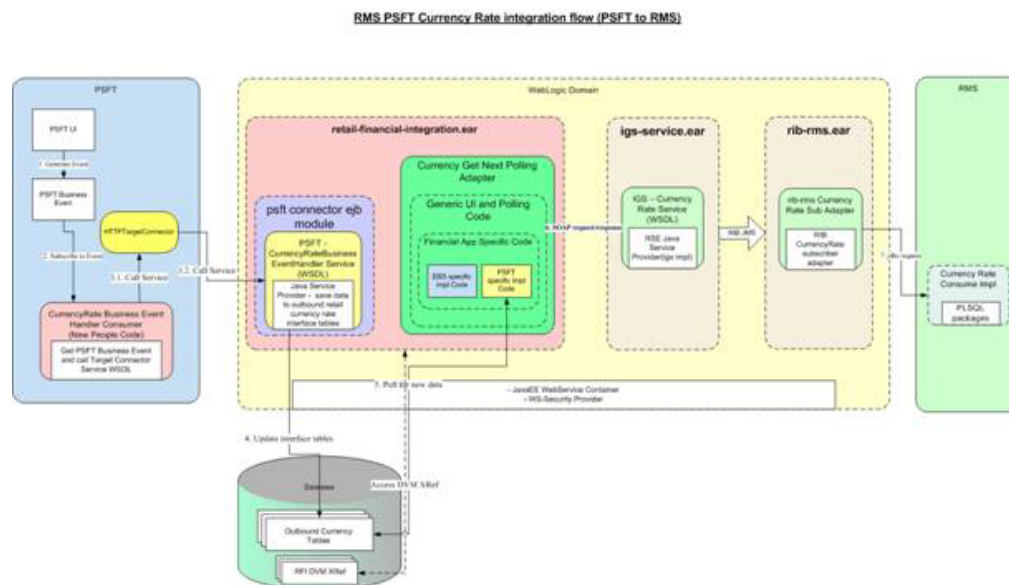 RMS PSFT Currency Rate integration flow (PSFT to RMS)
PSFT
PSFT UI
1. Generate Event
PSFT Business
Event
HTTPTargetConnector
2. Subscribe to Event
3.1. Call Service
3.2. Call Service
CurrencyRate Business Event
Handler Consumer
(New People Code)
Get PSFT Business Event
and call Target Connector
Service WSDL
WebLogic Domain
retail-financial-integration.ear
psft connector ejb
module
PSFT -
CurrencyRateBusiness
EventHandler Service
(WSDL)
Java Service
Provider - save data
to outbound retail
currency rate
interface tables
Currency Get Next Polling
Adapter
Generic UI and Polling
Code
Financial App Specific Code
EBS specific
Impl Code
PSFT
specific Impl
Code
6. SOAP request/response
igs-service.ear
IGS – Currency
Rate Service
(WSDL)
RSE Java
Service
Provider(igs impl)
RIB JMS
rib-rms.ear
rib-rms Currency
Rate Sub Adapter
RIB
CurrencyRate
subscriber
adapter
RMS
Currency Rate
Consume Impl
PLSQL
packages
5. Poll for new data
- JavaEE WebService Container
- WS-Security Provider
4. Update interface tables
Database
Access DVM XRef
Outbound Currency
Tables
RFI DVM XRef